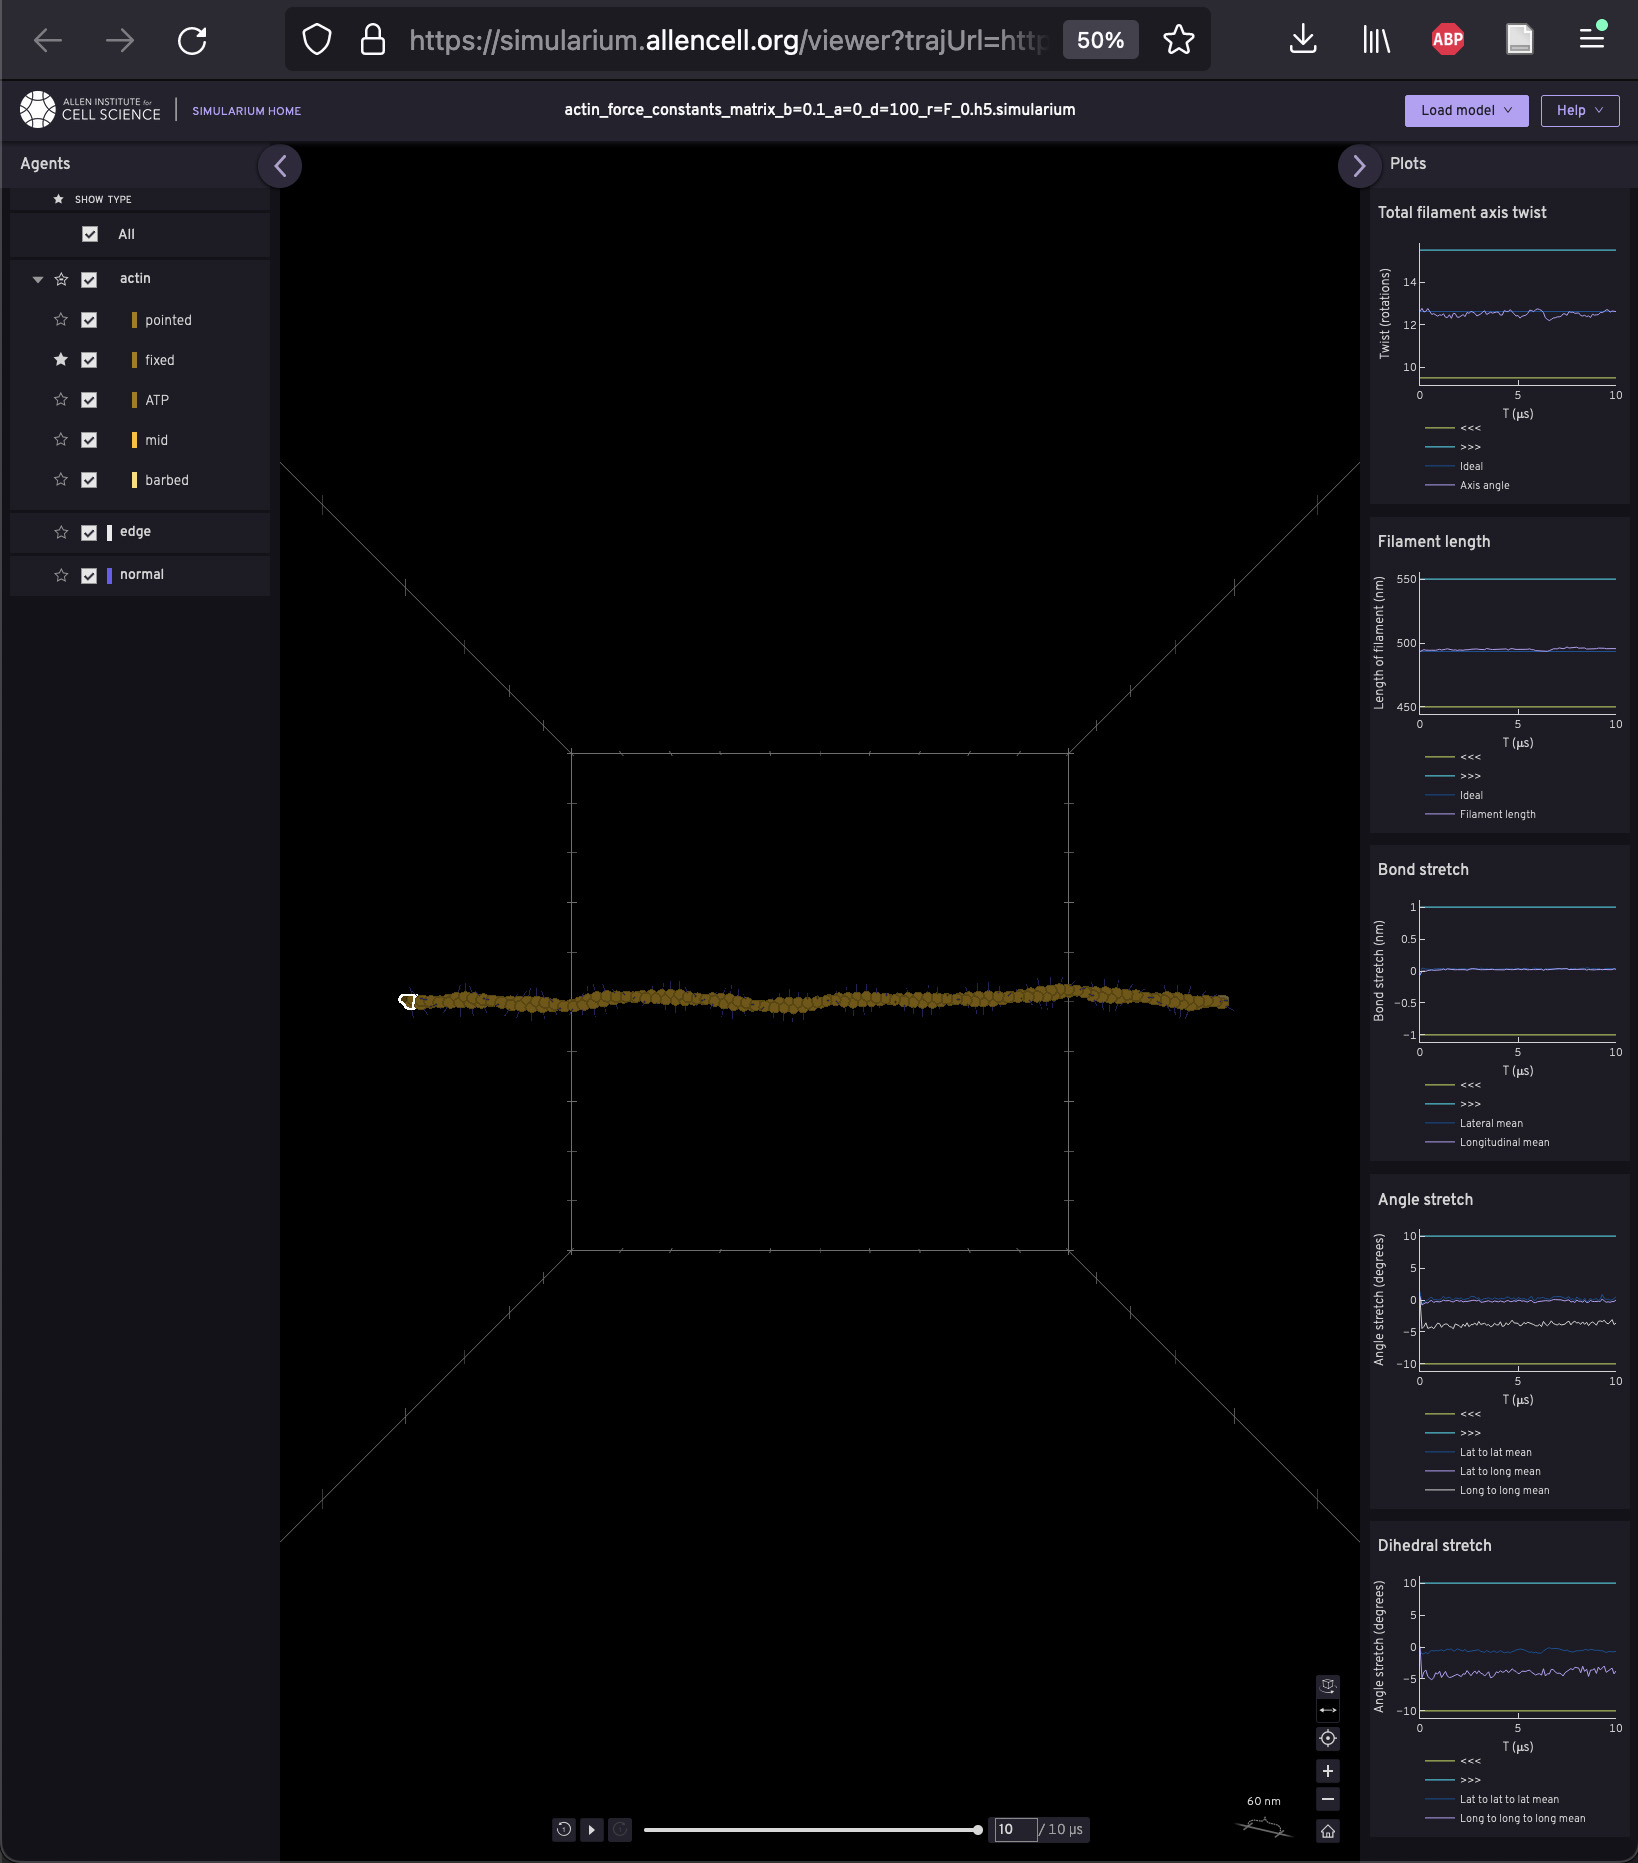 https://simularium.allencell.org/viewer?trajUrl=http
50%
ABP
ALLEN INSTITUTE for
CELL SCIENCE
SIMULARIUM HOME
actin_force_constants_matrix_b=0.1_a=0_d=100_r=F_0.h5.simularium
Load model
Help
Agents
SHOW TYPE
All
actin
pointed
fixed
ATP
mid
barbed
edge
normal
10 / 10 µs
60 nm
Plots
Total filament axis twist
Twist (rotations)
14
12
10
0 5 10
T (µs)
<<<
>>>
Ideal
Axis angle
Filament length
Length of filament (nm)
550
500
450
0 5 10
T (µs)
<<<
>>>
Ideal
Filament length
Bond stretch
Bond stretch (nm)
1
0.5
0
−0.5
−1
0 5 10
T (µs)
<<<
>>>
Lateral mean
Longitudinal mean
Angle stretch
Angle stretch (degrees)
10
5
0
−5
−10
0 5 10
T (µs)
<<<
>>>
Lat to lat mean
Lat to long mean
Long to long mean
Dihedral stretch
Angle stretch (degrees)
10
5
0
−5
−10
0 5 10
T (µs)
<<<
>>>
Lat to lat to lat mean
Long to long to long mean